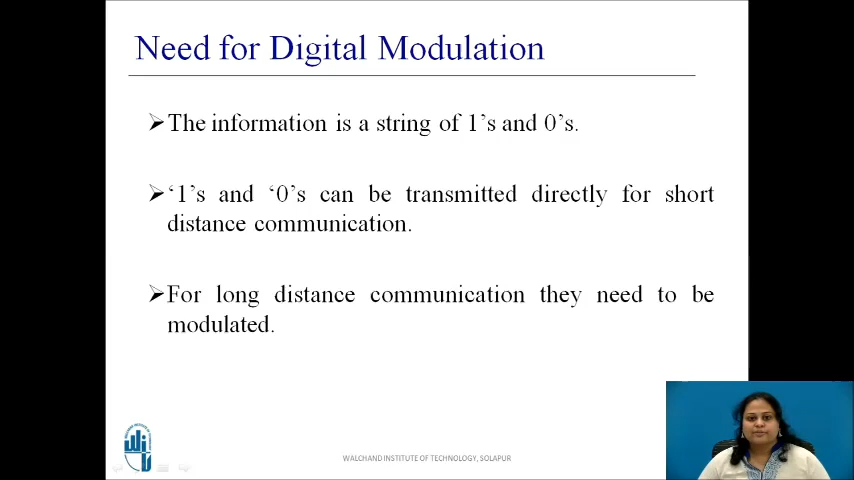 Need for Digital Modulation
The information is a string of 1’s and 0’s.
‘1’s and ‘0’s can be transmitted directly for short
distance communication.
For long distance communication they need to be
modulated.
WALCHAND INSTITUTE OF TECHNOLOGY, SOLAPUR